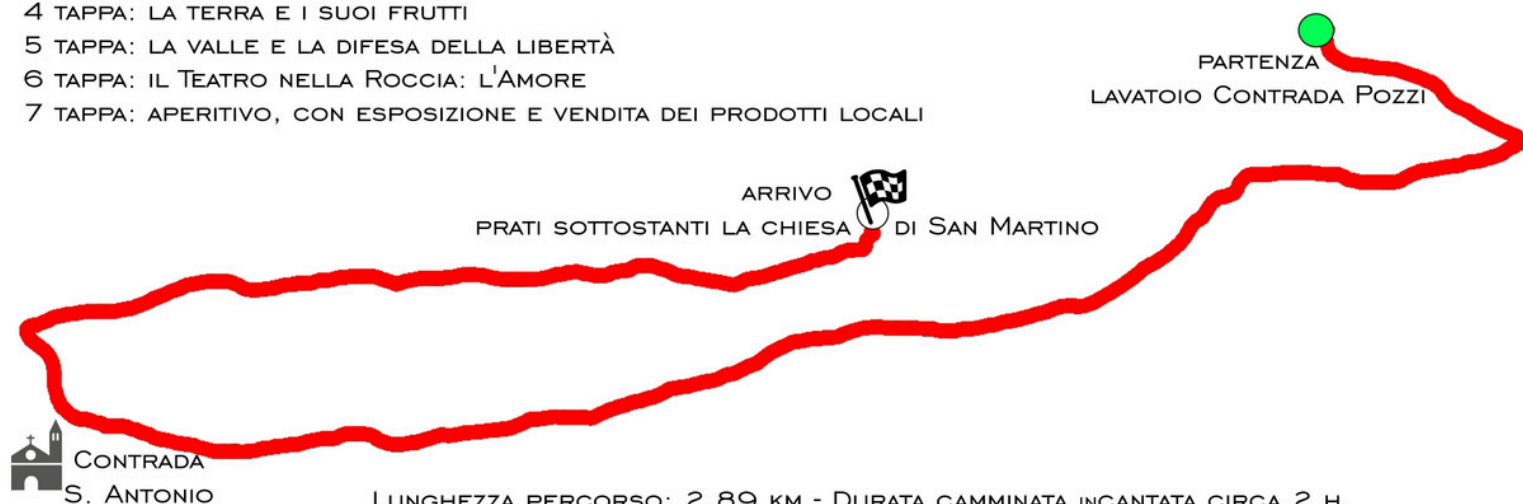 4 TAPPA: LA TERRA E I SUOI FRUTTI
5 TAPPA: LA VALLE E LA DIFESA DELLA LIBERTÀ
6 TAPPA: IL TEATRO NELLA ROCCIA: L'AMORE
7 TAPPA: APERITIVO, CON ESPOSIZIONE E VENDITA DEI PRODOTTI LOCALI
PARTENZA
LAVATOIO CONTRADA POZZI
ARRIVO
PRATI SOTTOSTANTI LA CHIESA DI SAN MARTINO
CONTRADA
S. ANTONIO
LUNGHEZZA PERCORSO: 2,89 KM - DURATA CAMMINATA INCANTATA CIRCA 2 H